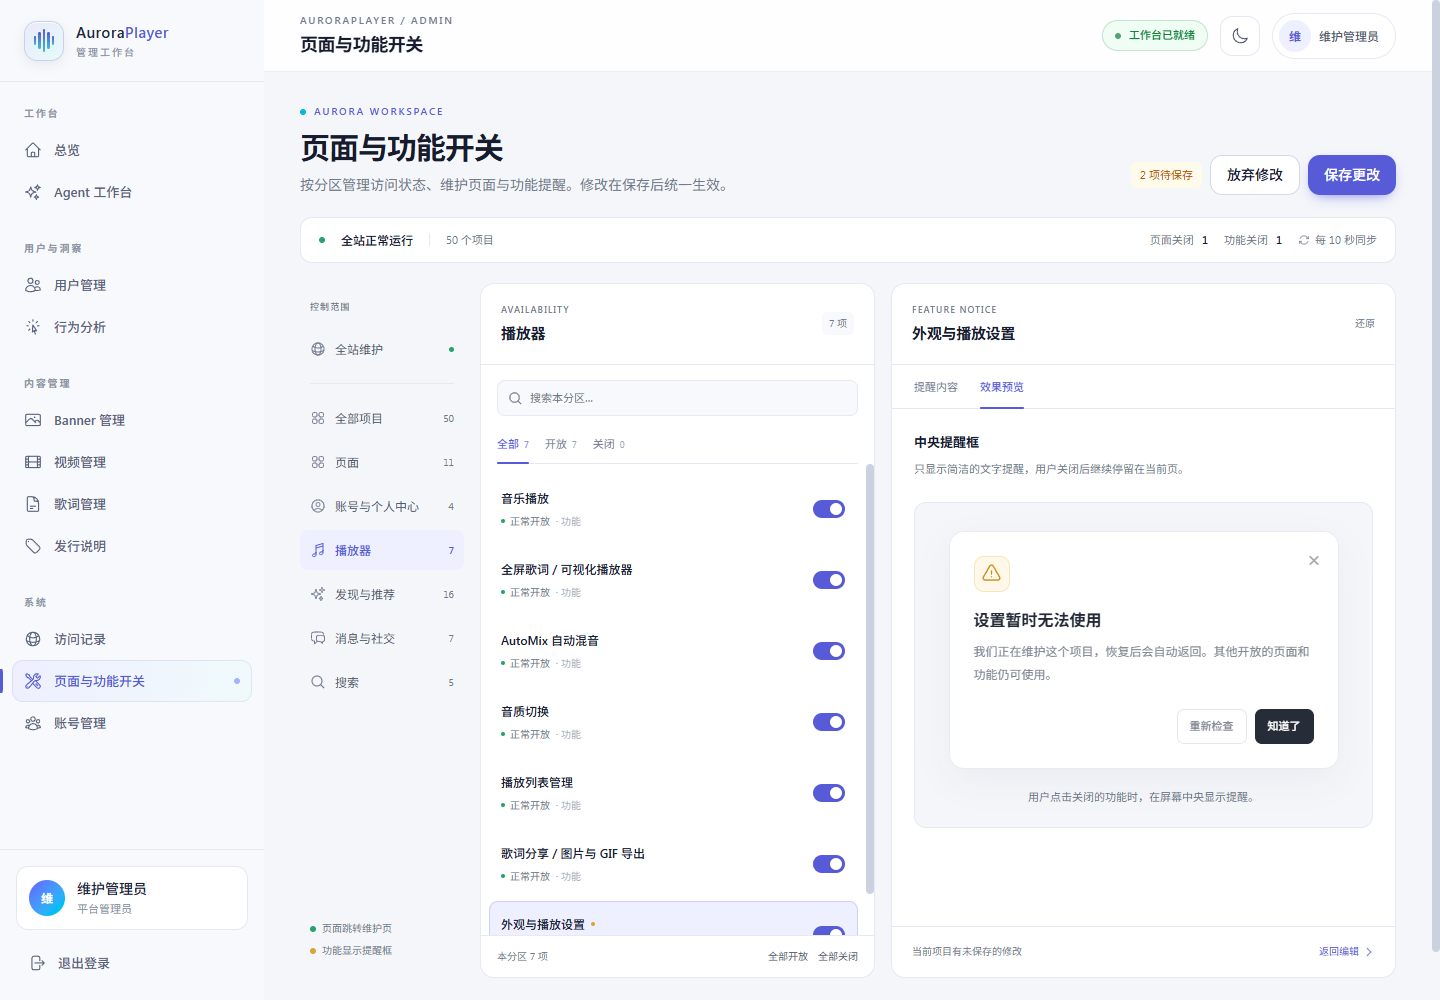 AuroraPlayer
管理工作台
工作台
总览
Agent 工作台
用户与洞察
用户管理
行为分析
内容管理
Banner 管理
视频管理
歌词管理
发行说明
系统
访问记录
页面与功能开关
账号管理
维
维护管理员
平台管理员
退出登录
AURORAPLAYER / ADMIN
页面与功能开关
工作台已就绪
维
维护管理员
AURORA WORKSPACE
页面与功能开关
按分区管理访问状态、维护页面与功能提醒。修改在保存后统一生效。
2 项待保存
放弃修改
保存更改
全站正常运行
50 个项目
页面关闭 1
功能关闭 1
每 10 秒同步
控制范围
全站维护
全部项目 50
页面 11
账号与个人中心 4
播放器 7
发现与推荐 16
消息与社交 7
搜索 5
页面跳转维护页
功能显示提醒框
AVAILABILITY
播放器
7 项
搜索本分区...
全部 7 开放 7 关闭 0
音乐播放
正常开放 · 功能
全屏歌词 / 可视化播放器
正常开放 · 功能
AutoMix 自动混音
正常开放 · 功能
音质切换
正常开放 · 功能
播放列表管理
正常开放 · 功能
歌词分享 / 图片与 GIF 导出
正常开放 · 功能
外观与播放设置
本分区 7 项
全部开放 全部关闭
FEATURE NOTICE
外观与播放设置
还原
提醒内容 效果预览
中央提醒框
只显示简洁的文字提醒，用户关闭后继续停留在当前页。
设置暂时无法使用
我们正在维护这个项目，恢复后会自动返回。其他开放的页面和
功能仍可使用。
重新检查 知道了
用户点击关闭的功能时，在屏幕中央显示提醒。
当前项目有未保存的修改
返回编辑